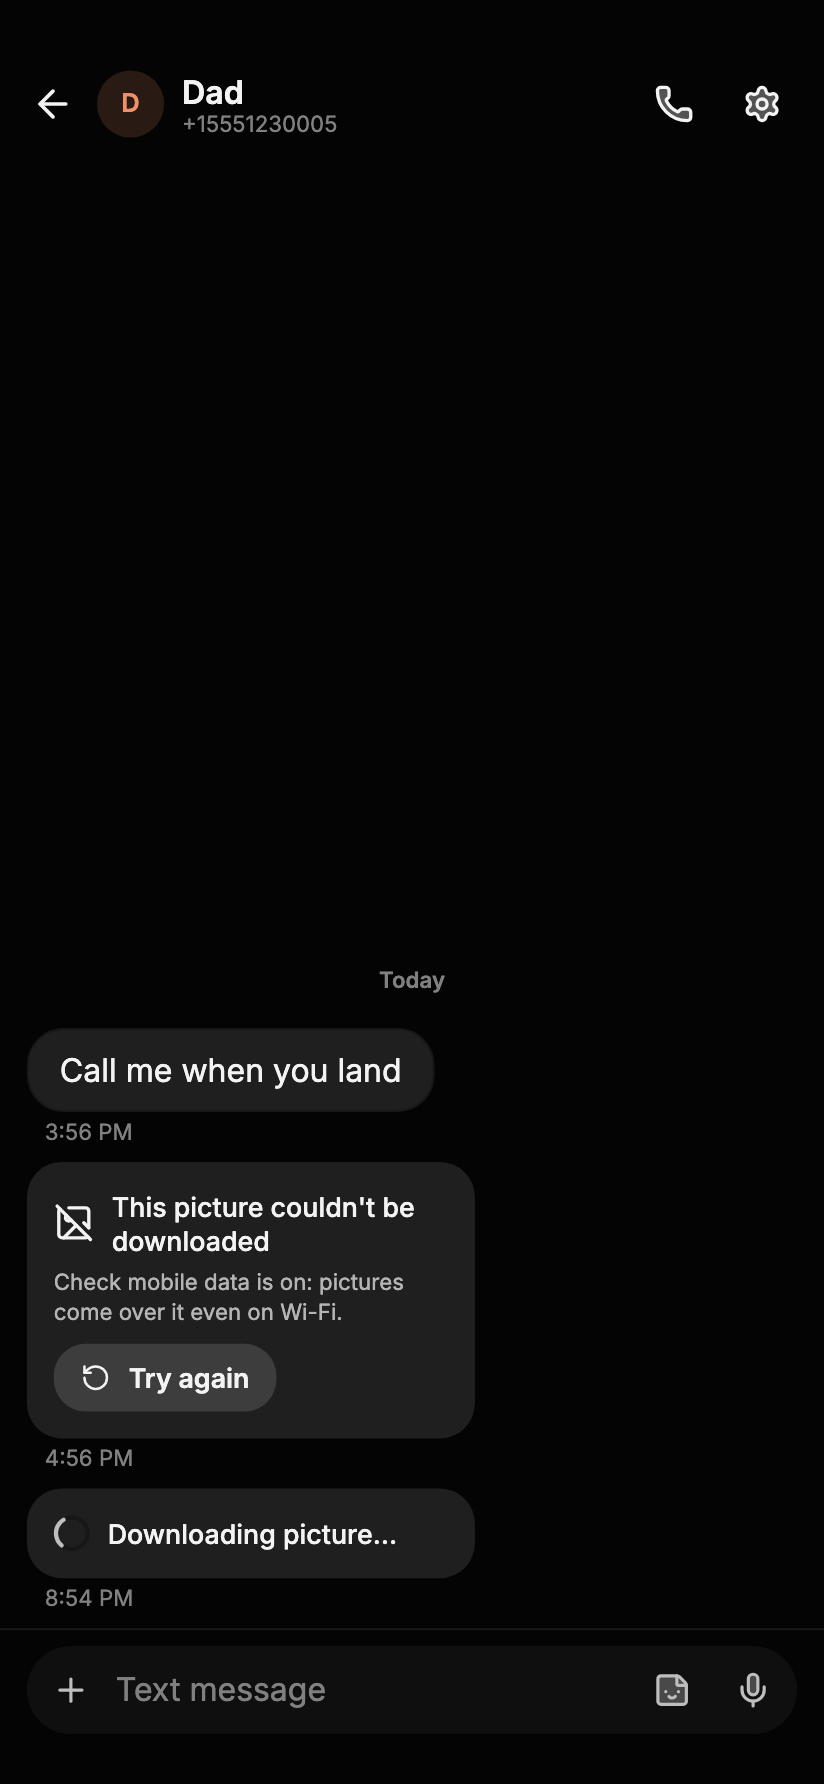 D
Dad
+15551230005
Today
Call me when you land
3:56 PM
This picture couldn't be
downloaded
Check mobile data is on: pictures
come over it even on Wi-Fi.
Try again
4:56 PM
Downloading picture...
8:54 PM
Text message